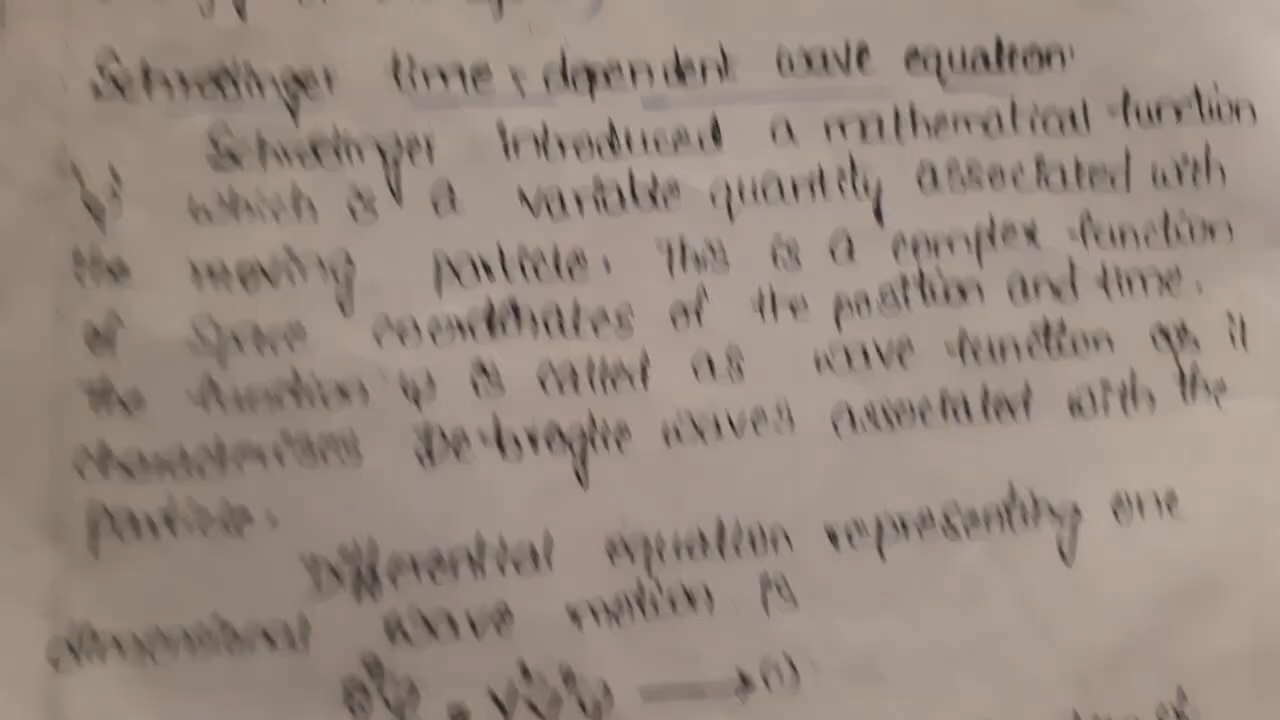 Schrodinger time, dependent wave equation
Schrodinger introduced a mathematical function
'ψ' which is a variable quantity associated with
the moving particle. This is a complex function
of space coordinates of the position and time.
The function ψ is called as wave function as it
characterises De-broglie waves associated with the
particle.
Differential equation representing one
dimensional wave motion is
→(1)